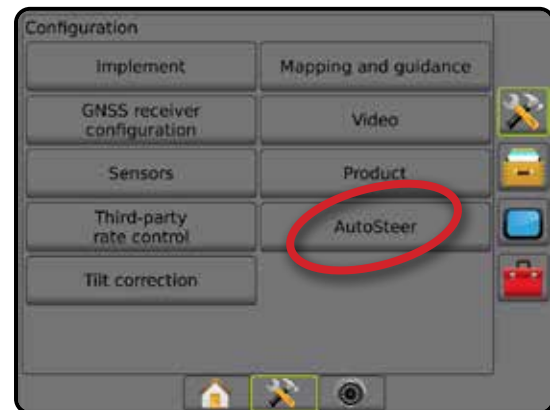 Configuration
Implement
Mapping and guidance
GNSS receiver
configuration
Video
Sensors
Product
Third-party
rate control
AutoSteer
Tilt correction